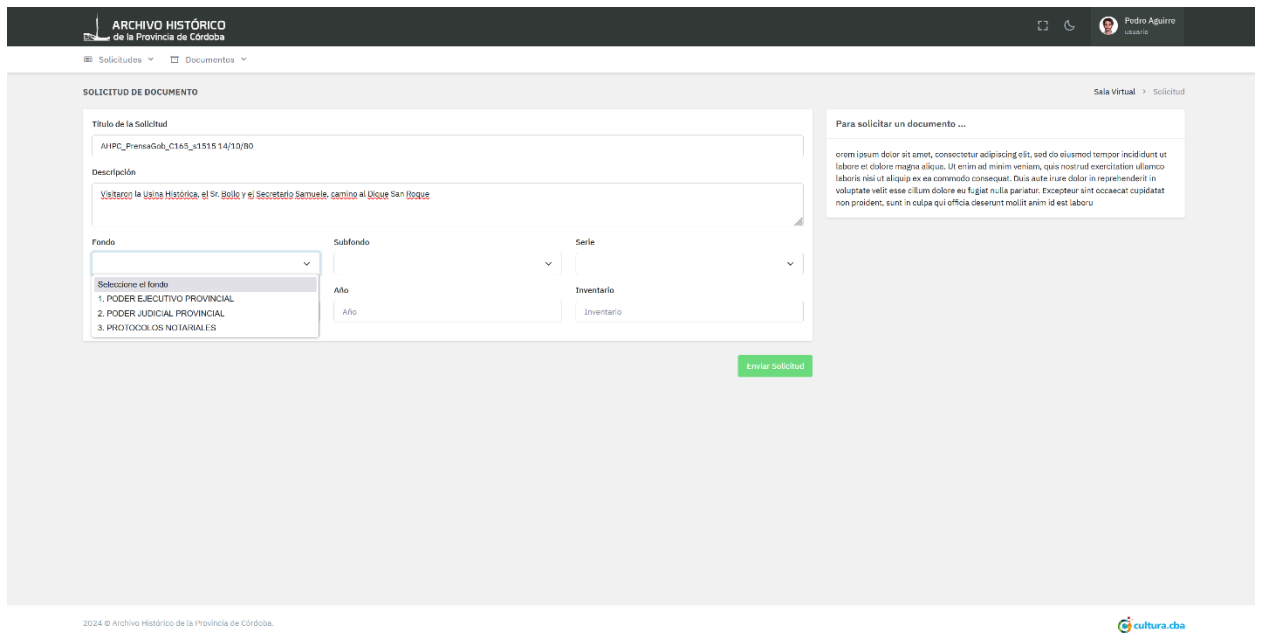 ARCHIVO HISTÓRICO
de la Provincia de Córdoba
Pedro Aguirre
usuario
Solicitudes
Documentos
SOLICITUD DE DOCUMENTO
Sala Virtual > Solicitud
Título de la Solicitud
AHPC_PrensaGob_C165_s1515 14/10/80
Descripción
Visitaron la Usina Histórica, el Sr. Bollo y el Secretario Samuele, camino al Dique San Roque
Fondo
Subfondo
Serie
Seleccione el fondo
1. PODER EJECUTIVO PROVINCIAL
2. PODER JUDICIAL PROVINCIAL
3. PROTOCOLOS NOTARIALES
Año
Inventario
Año
Inventario
Enviar Solicitud
Para solicitar un documento ...
orem ipsum dolor sit amet, consectetur adipiscing elit, sed do eiusmod tempor incididunt ut
labore et dolore magna aliqua. Ut enim ad minim veniam, quis nostrud exercitation ullamco
laboris nisi ut aliquip ex ea commodo consequat. Duis aute irure dolor in reprehenderit in
voluptate velit esse cillum dolore eu fugiat nulla pariatur. Excepteur sint occaecat cupidatat
non proident, sunt in culpa qui officia deserunt mollit anim id est laboru
2024 © Archivo Histórico de la Provincia de Córdoba.
cultura.cba